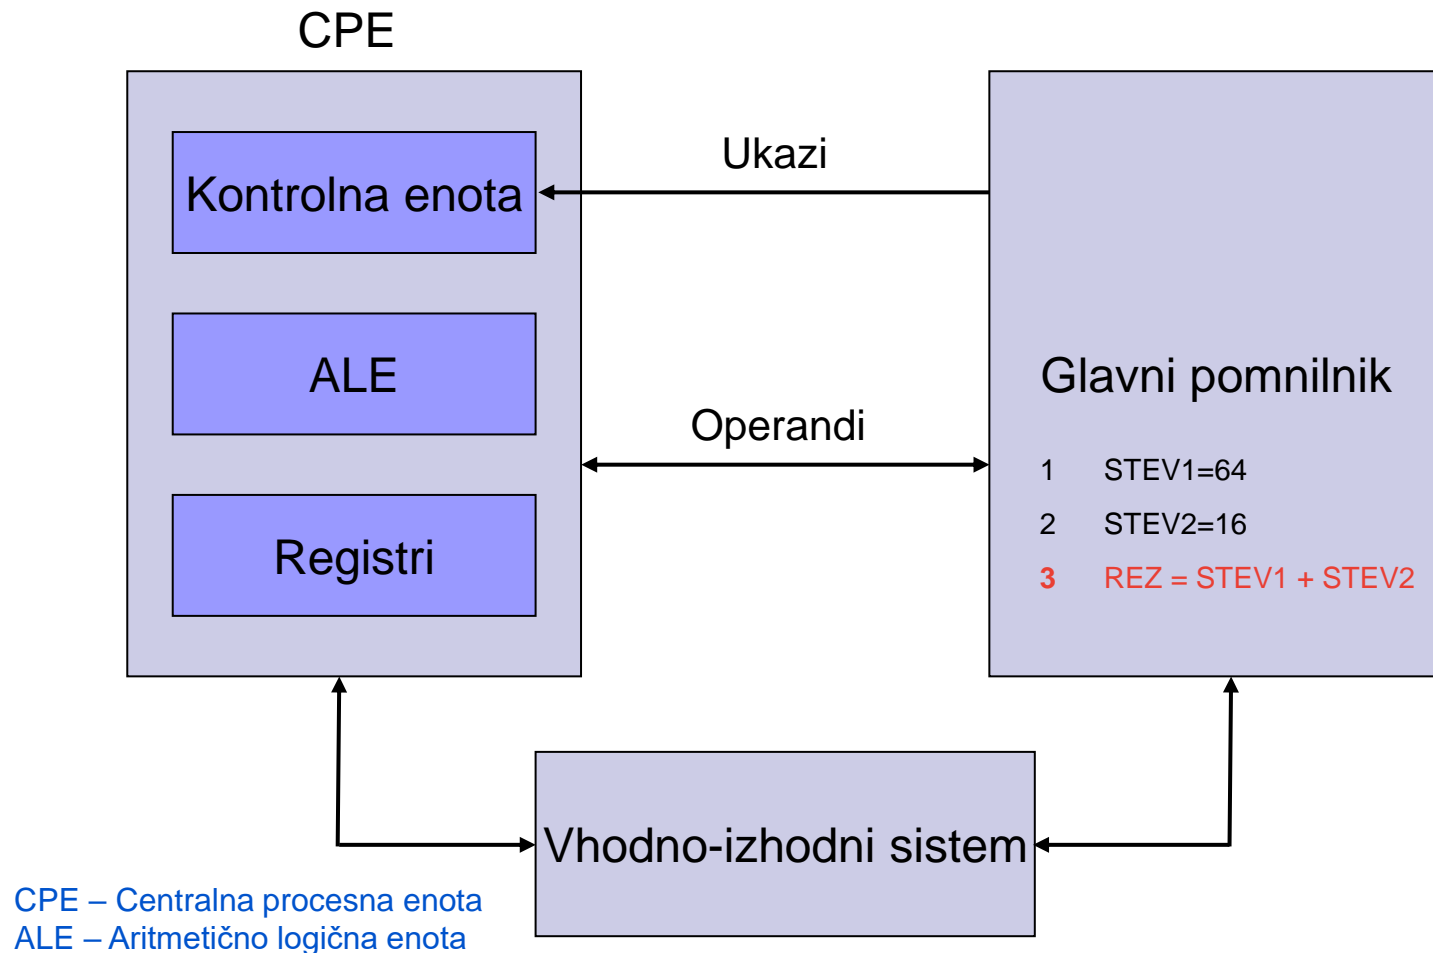 CPE
Kontrolna enota
Ukazi
ALE
Glavni pomnilnik
Operandi
1 STEV1=64
2 STEV2=16
3 REZ = STEV1 + STEV2
Registri
Vhodno-izhodni sistem
CPE – Centralna procesna enota
ALE – Aritmetično logična enota